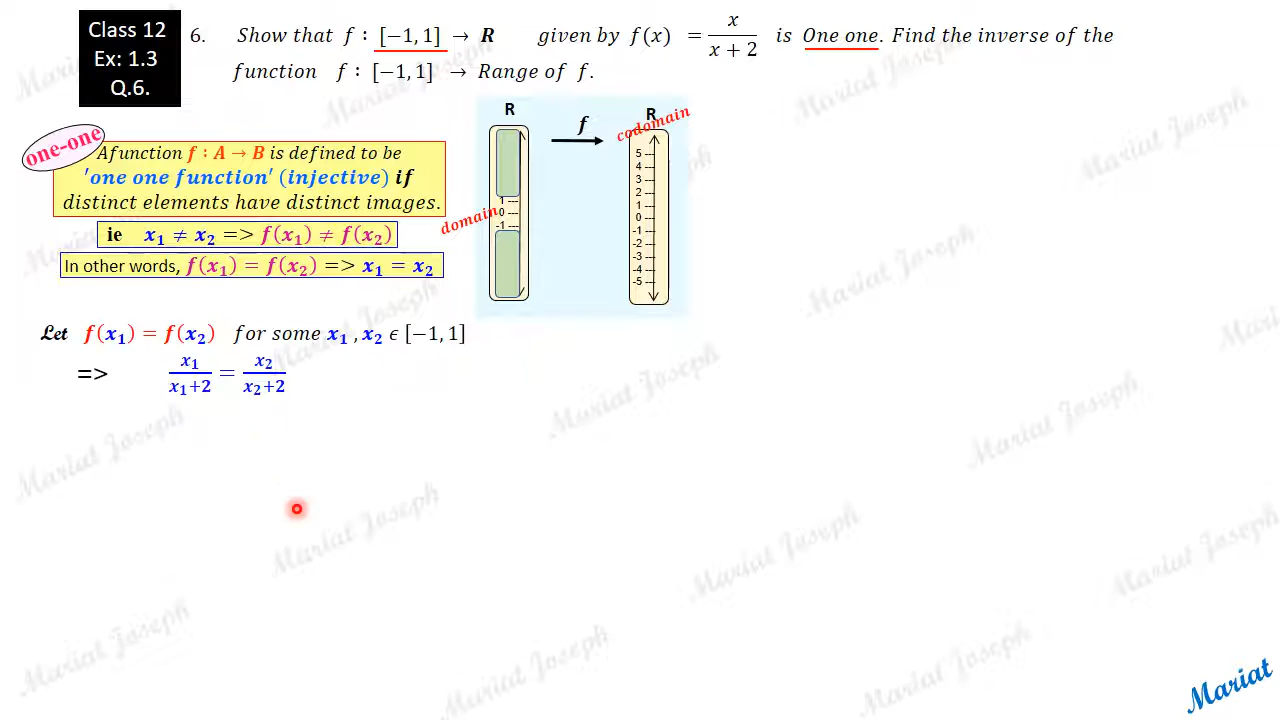 Class 12
Ex: 1.3
Q.6.
6. Show that f : [−1, 1] → R given by f(x) = x/(x + 2) is One one. Find the inverse of the
function f : [−1, 1] → Range of f.
one-one
Afunction f : A → B is defined to be
'one one function' (injective) if
distinct elements have distinct images.
ie x₁ ≠ x₂ => f(x₁) ≠ f(x₂)
In other words, f(x₁) = f(x₂) => x₁ = x₂
R
f
R
codomain
domain
1
0
-1
5
4
3
2
1
0
-1
-2
-3
-4
-5
Let f(x₁) = f(x₂) for some x₁ , x₂ ϵ [−1, 1]
=> x₁/(x₁+2) = x₂/(x₂+2)
Mariat Joseph
Mariat